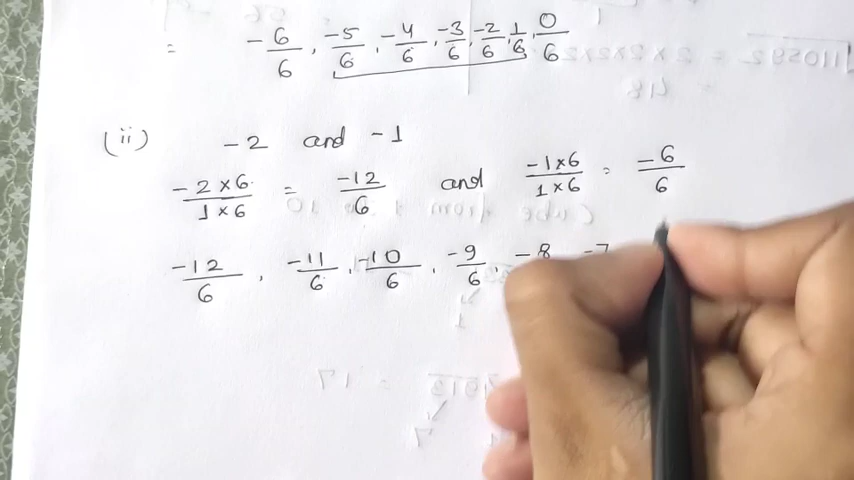 = -6/6, -5/6, -4/6, -3/6, -2/6, 1/6, 0/6
(ii) -2 and -1
-2×6/1×6 = -12/6 and -1×6/1×6 = -6/6
-12/6, -11/6, -10/6, -9/6, -8 -7